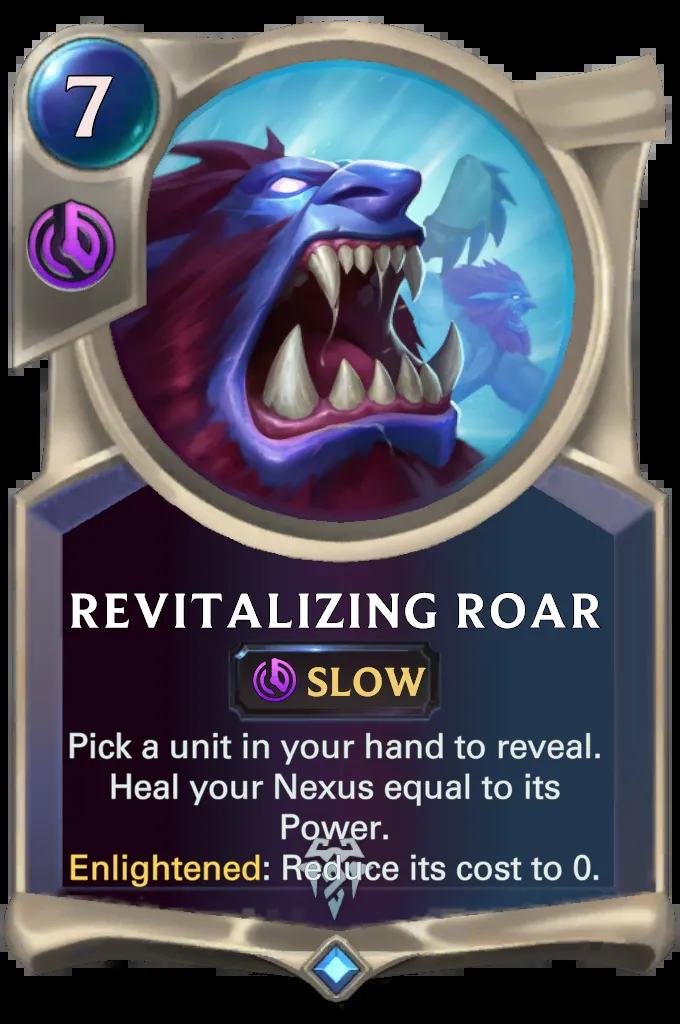 7
REVITALIZING ROAR
SLOW
Pick a unit in your hand to reveal.
Heal your Nexus equal to its
Power.
Enlightened: Reduce its cost to 0.